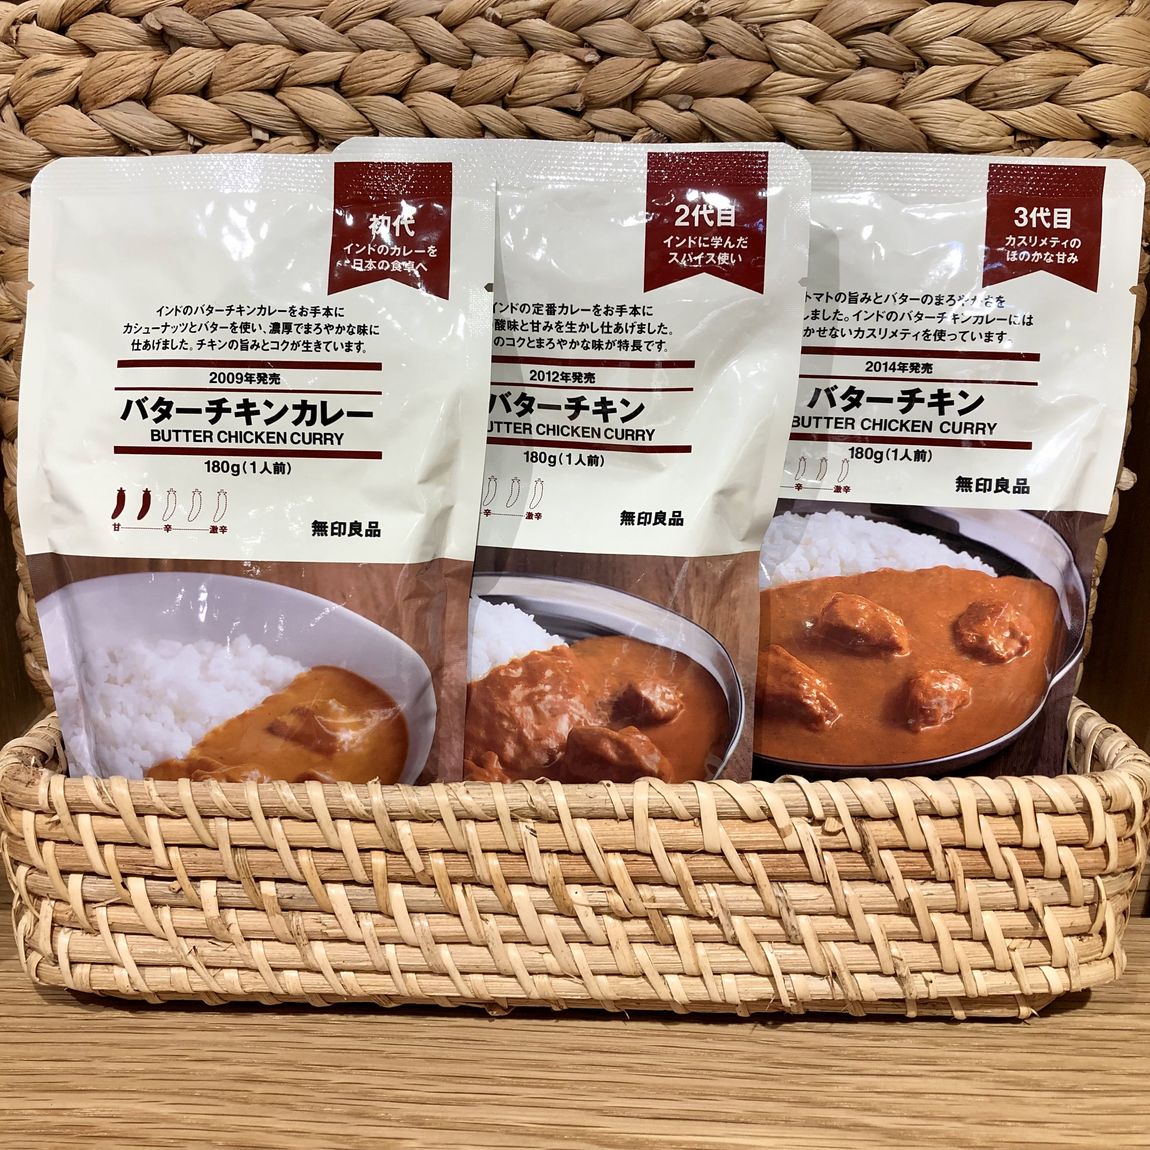 初代
インドのカレーを
日本の食卓へ
インドのバターチキンカレーをお手本に
カシューナッツとバターを使い、濃厚でまろやかな味に
仕あげました。チキンの旨みとコクが生きています。
2009年発売
バターチキンカレー
BUTTER CHICKEN CURRY
180g(1人前)
甘 辛 激辛
無印良品
2代目
インドに学んだ
スパイス使い
インドの定番カレーをお手本に
酸味と甘みを生かし仕あげました。
のコクとまろやかな味が特長です。
2012年発売
バターチキン
UTTER CHICKEN CURRY
180g(1人前)
辛 激辛
無印良品
3代目
カスリメティの
ほのかな甘み
トマトの旨みとバターのまろやかさを
しました。インドのバターチキンカレーには
かせないカスリメティを使っています。
2014年発売
バターチキン
BUTTER CHICKEN CURRY
180g(1人前)
辛 激辛
無印良品